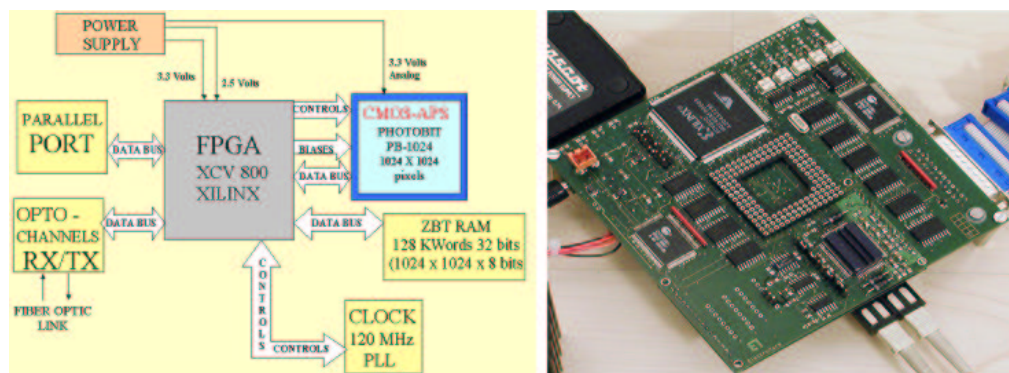 POWER
SUPPLY
3.3 Volts
2.5 Volts
3.3 Volts
Analog
PARALLEL
PORT
DATA BUS
FPGA
XCV 800
XILINX
CONTROLS
BIASES
DATA BUS
CMOS-APS
PHOTOBIT
PB-1024
1024 X 1024
pixels
OPTO -
CHANNELS
RX/TX
DATA BUS
FIBER OPTIC
LINK
DATA BUS
ZBT RAM
128 KWords 32 bits
(1024 x 1024 x 8 bits
CONTROLS
CONTROLS
CLOCK
120 MHz
PLL
XILINX